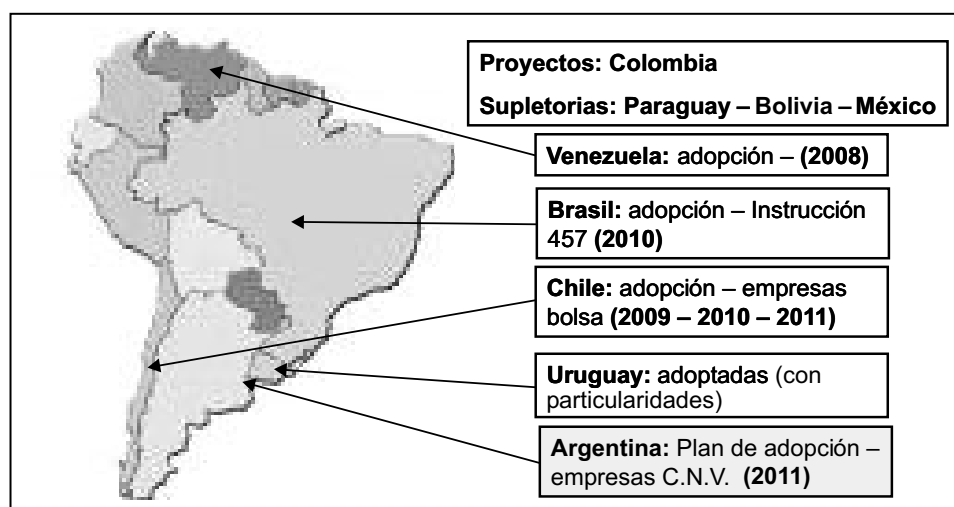 Proyectos: Colombia
Supletorias: Paraguay – Bolivia – México
Venezuela: adopción – (2008)
Brasil: adopción – Instrucción
457 (2010)
Chile: adopción – empresas
bolsa (2009 – 2010 – 2011)
Uruguay: adoptadas (con
particularidades)
Argentina: Plan de adopción –
empresas C.N.V. (2011)